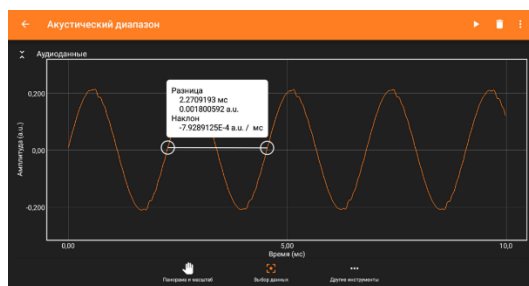 Акустический диапазон
Аудиоданные
Разница
2.2709193 мс
0.001800592 a.u.
Наклон
-7.9289125E-4 a.u. / мс
0,200
0,00
-0,200
Амплитуда (a.u.)
0,00
5,00
10,0
Время (мс)
Панорама и масштаб
Выбор данных
Другие инструменты